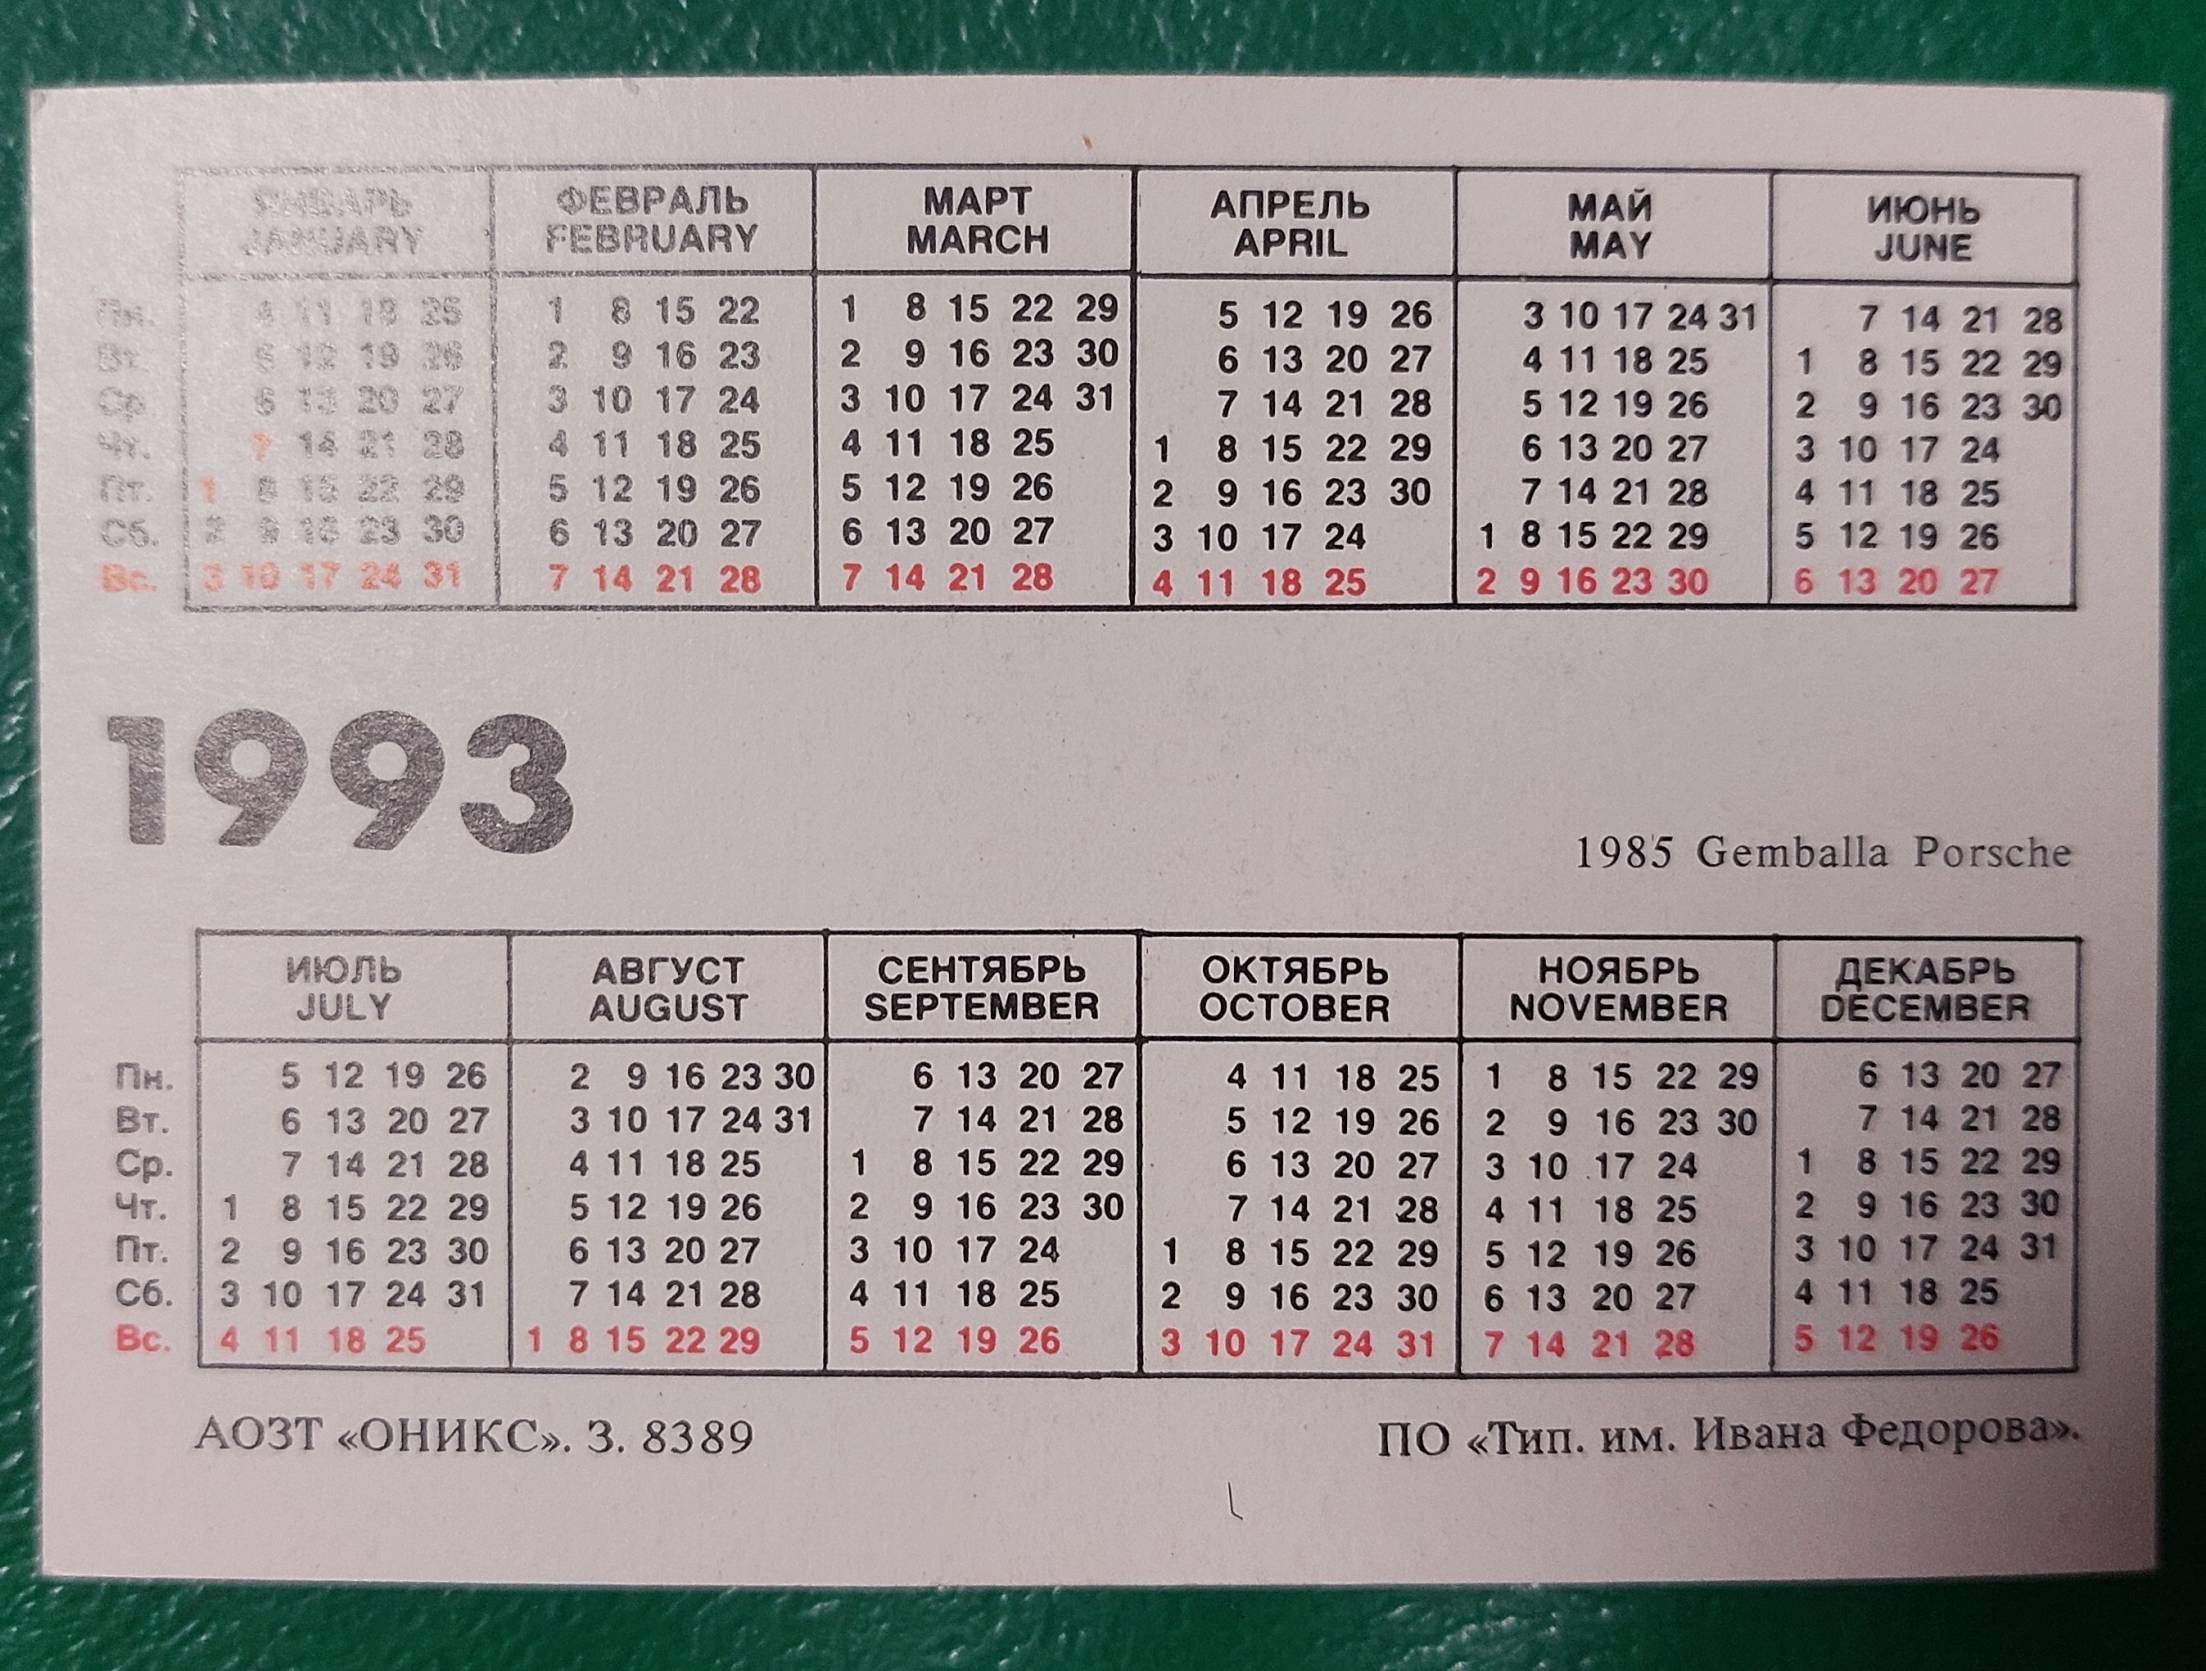 ЯНВАРЬ ФЕВРАЛЬ МАРТ АПРЕЛЬ МАЙ ИЮНЬ
JANUARY FEBRUARY MARCH APRIL MAY JUNE
Пн. 4 11 18 25 1 8 15 22 1 8 15 22 29 5 12 19 26 3 10 17 24 31 7 14 21 28
Вт. 5 12 19 26 2 9 16 23 2 9 16 23 30 6 13 20 27 4 11 18 25 1 8 15 22 29
Ср 6 13 20 27 3 10 17 24 3 10 17 24 31 7 14 21 28 5 12 19 26 2 9 16 23 30
Чт. 7 14 21 28 4 11 18 25 4 11 18 25 1 8 15 22 29 6 13 20 27 3 10 17 24
Пт. 1 8 15 22 29 5 12 19 26 5 12 19 26 2 9 16 23 30 7 14 21 28 4 11 18 25
Сб. 2 9 16 23 30 6 13 20 27 6 13 20 27 3 10 17 24 1 8 15 22 29 5 12 19 26
Вс. 3 10 17 24 31 7 14 21 28 7 14 21 28 4 11 18 25 2 9 16 23 30 6 13 20 27
1993
1985 Gemballa Porsche
ИЮЛЬ АВГУСТ СЕНТЯБРЬ ОКТЯБРЬ НОЯБРЬ ДЕКАБРЬ
JULY AUGUST SEPTEMBER OCTOBER NOVEMBER DECEMBER
Пн. 5 12 19 26 2 9 16 23 30 6 13 20 27 4 11 18 25 1 8 15 22 29 6 13 20 27
Вт. 6 13 20 27 3 10 17 24 31 7 14 21 28 5 12 19 26 2 9 16 23 30 7 14 21 28
Ср. 7 14 21 28 4 11 18 25 1 8 15 22 29 6 13 20 27 3 10 17 24 1 8 15 22 29
Чт. 1 8 15 22 29 5 12 19 26 2 9 16 23 30 7 14 21 28 4 11 18 25 2 9 16 23 30
Пт. 2 9 16 23 30 6 13 20 27 3 10 17 24 1 8 15 22 29 5 12 19 26 3 10 17 24 31
Сб. 3 10 17 24 31 7 14 21 28 4 11 18 25 2 9 16 23 30 6 13 20 27 4 11 18 25
Вс. 4 11 18 25 1 8 15 22 29 5 12 19 26 3 10 17 24 31 7 14 21 28 5 12 19 26
АОЗТ «ОНИКС». З. 8389 ПО «Тип. им. Ивана Федорова».